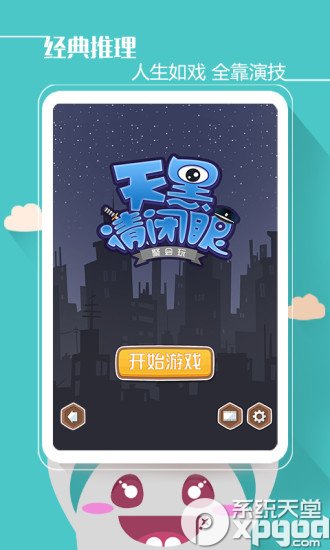 经典推理
人生如戏 全靠演技
天黑
请闭眼
聚会玩
开始游戏
系统天堂
xpgod
.com